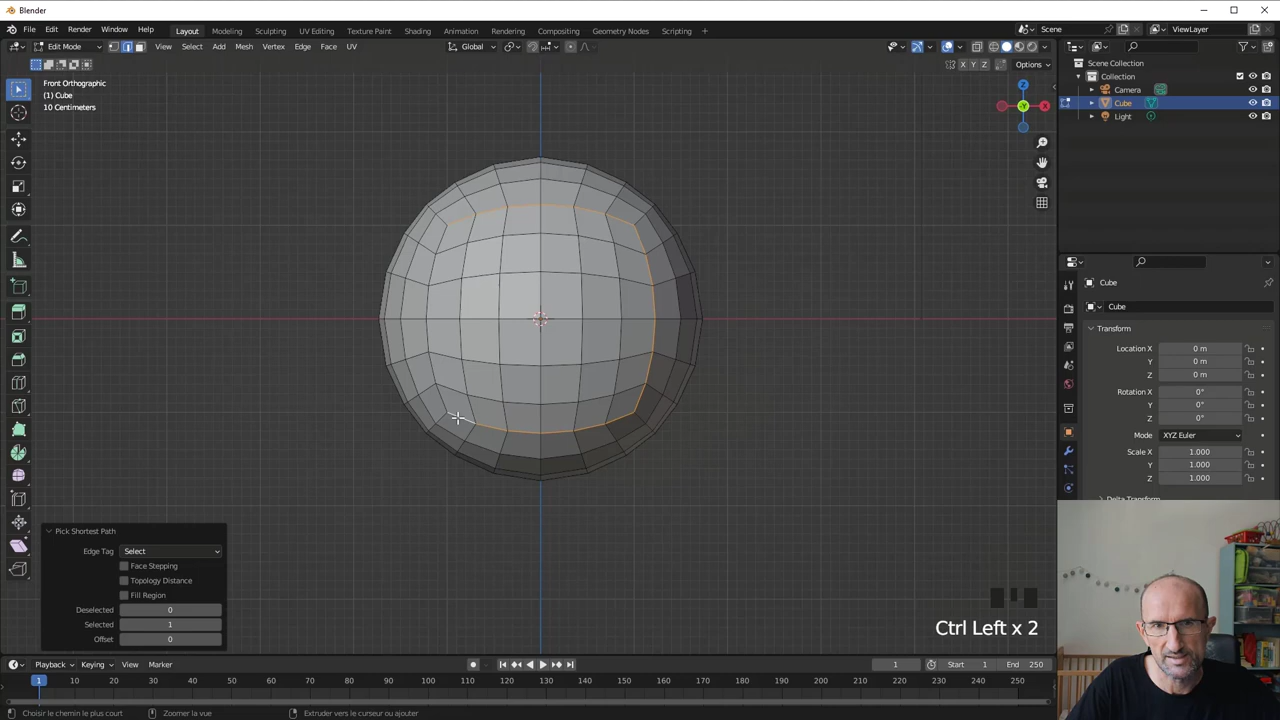 Blender
File Edit Render Window Help Layout Modeling Sculpting UV Editing Texture Paint Shading Animation Rendering Compositing Geometry Nodes Scripting Scene ViewLayer
Edit Mode View Select Add Mesh Vertex Edge Face UV Global
X Y Z Options
Front Orthographic
(1) Cube
10 Centimeters
Z
-Y
X
Scene Collection
Collection
Camera
Cube
Light
Cube
Cube
Transform
Location X 0 m
Y 0 m
Z 0 m
Rotation X 0°
Y 0°
Z 0°
Mode XYZ Euler
Scale X 1.000
Y 1.000
Z 1.000
Delta Transform
Pick Shortest Path
Edge Tag Select
Face Stepping
Topology Distance
Fill Region
Deselected 0
Selected 1
Offset 0
Ctrl Left x 2
Playback Keying View Marker 1 Start 1 End 250
1 10 20 30 40 50 60 70 80 90 100 110 120 130 140 150 160 170 180 190 200 210 220 230 240 250
Choisir le chemin le plus court Zoomer la vue Extruder vers le curseur ou ajouter